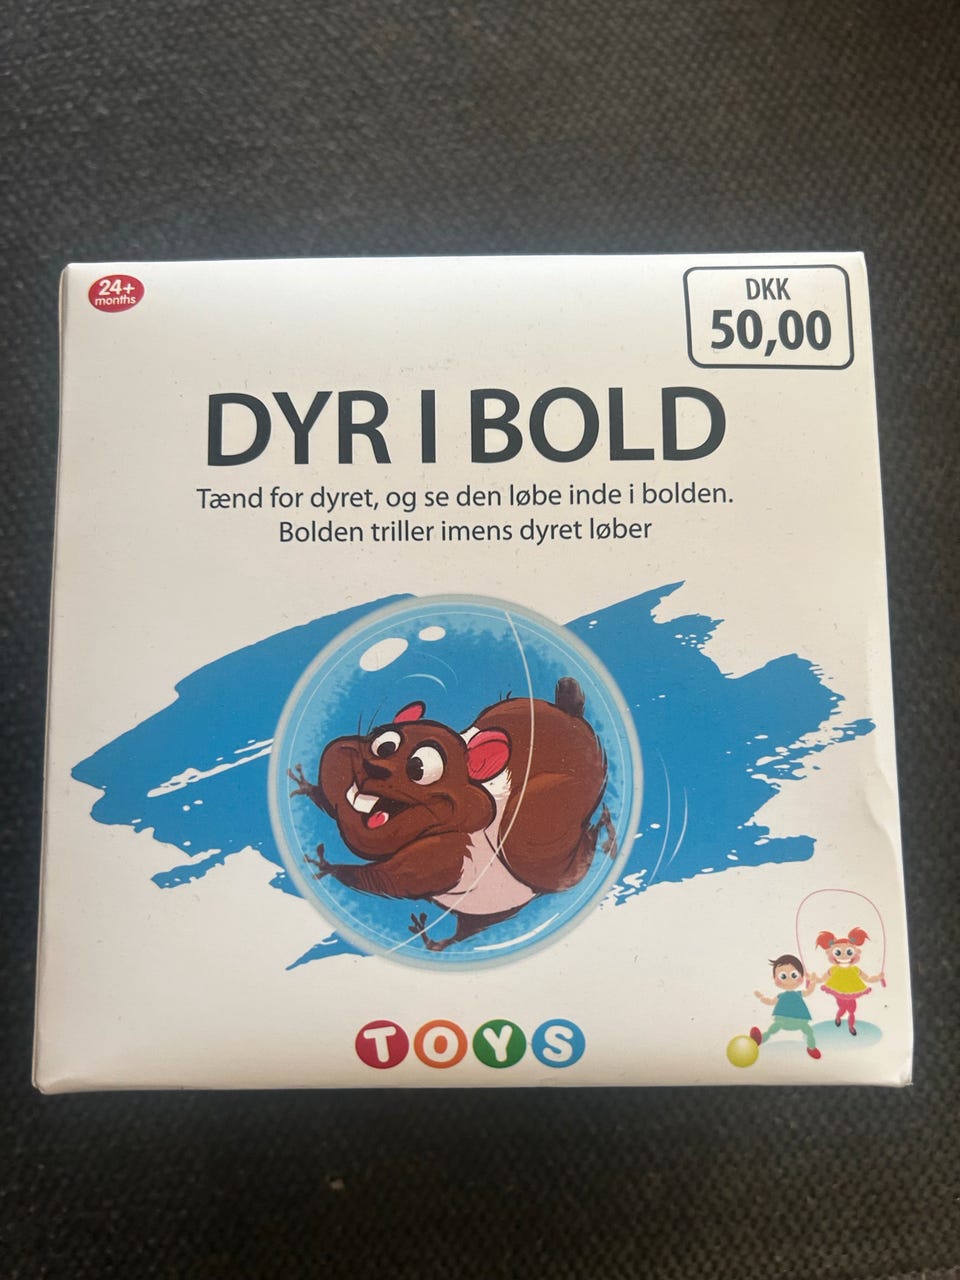 24+
months
DKK
50,00
DYR I BOLD
Tænd for dyret, og se den løbe inde i bolden.
Bolden triller imens dyret løber
TOYS